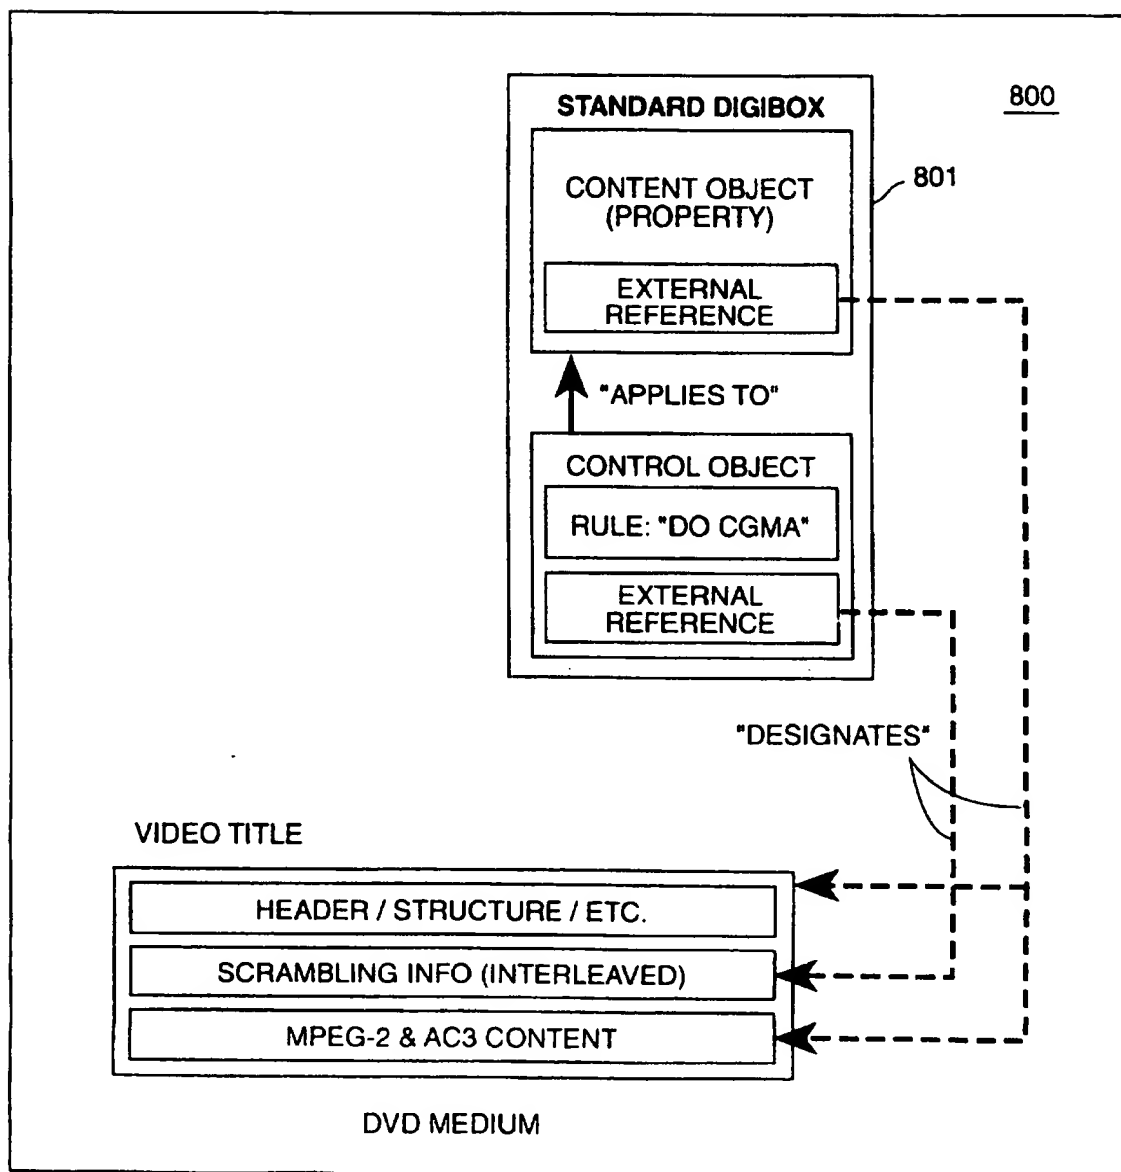 800
STANDARD DIGIBOX
801
CONTENT OBJECT
(PROPERTY)
EXTERNAL
REFERENCE
"APPLIES TO"
CONTROL OBJECT
RULE: "DO CGMA"
EXTERNAL
REFERENCE
"DESIGNATES"
VIDEO TITLE
HEADER / STRUCTURE / ETC.
SCRAMBLING INFO (INTERLEAVED)
MPEG-2 & AC3 CONTENT
DVD MEDIUM